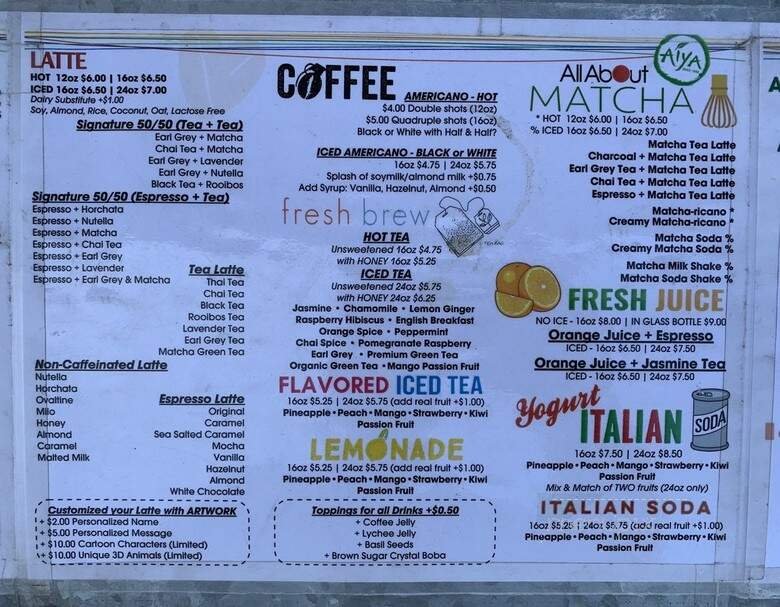 LATTE
HOT 12oz $6.00 | 16oz $6.50
ICED 16oz $6.50 | 24oz $7.00
Dairy Substitute +$1.00
Soy, Almond, Rice, Coconut, Oat, Lactose Free
Signature 50/50 (Tea + Tea)
Earl Grey + Matcha
Chai Tea + Matcha
Earl Grey + Lavender
Earl Grey + Nutella
Black Tea + Rooibos
Signature 50/50 (Espresso + Tea)
Espresso + Horchata
Espresso + Nutella
Espresso + Matcha
Espresso + Chai Tea
Espresso + Earl Grey
Espresso + Lavender
Espresso + Earl Grey & Matcha
Tea Latte
Thai Tea
Chai Tea
Black Tea
Rooibos Tea
Lavender Tea
Earl Grey Tea
Matcha Green Tea
Non-Caffeinated Latte
Nutella
Horchata
Ovaltine
Milo
Honey
Almond
Caramel
Malted Milk
Espresso Latte
Original
Caramel
Sea Salted Caramel
Mocha
Vanilla
Hazelnut
Almond
White Chocolate
Customized your Latte with ARTWORK
+ $2.00 Personalized Name
+ $5.00 Personalized Message
+ $10.00 Cartoon Characters (Limited)
+ $10.00 Unique 3D Animals (Limited)
COFFEE
AMERICANO - HOT
$4.00 Double shots (12oz)
$5.00 Quadruple shots (16oz)
Black or White with Half & Half?
ICED AMERICANO - BLACK or WHITE
16oz $4.75 | 24oz $5.75
Splash of soymilk/almond milk +$0.75
Add Syrup: Vanilla, Hazelnut, Almond +$0.50
fresh brew
HOT TEA
Unsweetened 16oz $4.75
with HONEY 16oz $5.25
ICED TEA
Unsweetened 24oz $5.75
with HONEY 24oz $6.25
Jasmine • Chamomile • Lemon Ginger
Raspberry Hibiscus • English Breakfast
Orange Spice • Peppermint
Chai Spice • Pomegranate Raspberry
Earl Grey • Premium Green Tea
Organic Green Tea • Mango Passion Fruit
FLAVORED ICED TEA
16oz $5.25 | 24oz $5.75 (add real fruit +$1.00)
Pineapple • Peach • Mango • Strawberry • Kiwi
Passion Fruit
LEMONADE
16oz $5.25 | 24oz $5.75 (add real fruit +$1.00)
Pineapple • Peach • Mango • Strawberry • Kiwi
Passion Fruit
Toppings for all Drinks +$0.50
+ Coffee Jelly
+ Lychee Jelly
+ Basil Seeds
+ Brown Sugar Crystal Boba
AIYA
All About
MATCHA
* HOT 12oz $6.00 | 16oz $6.50
% ICED 16oz $6.50 | 24oz $7.00
Matcha Tea Latte
Charcoal + Matcha Tea Latte
Earl Grey Tea + Matcha Latte
Chai Tea + Matcha Latte
Espresso + Matcha Latte
Matcha-ricano *
Creamy Matcha-ricano *
Matcha Soda %
Creamy Matcha Soda %
Matcha Milk Shake %
Matcha Soda Shake %
FRESH JUICE
NO ICE - 16oz $8.00 | IN GLASS BOTTLE $9.00
Orange Juice + Espresso
ICED - 16oz $6.50 | 24oz $7.50
Orange Juice + Jasmine Tea
ICED - 16oz $6.50 | 24oz $7.50
Yogurt
ITALIAN
SODA
16oz $7.50 | 24oz $8.50
Pineapple • Peach • Mango • Strawberry • Kiwi
Passion Fruit
Mix & Match of TWO fruits (24oz only)
ITALIAN SODA
16oz $5.25 | 24oz $5.75 (add real fruit +$1.00)
Pineapple • Peach • Mango • Strawberry • Kiwi
Passion Fruit